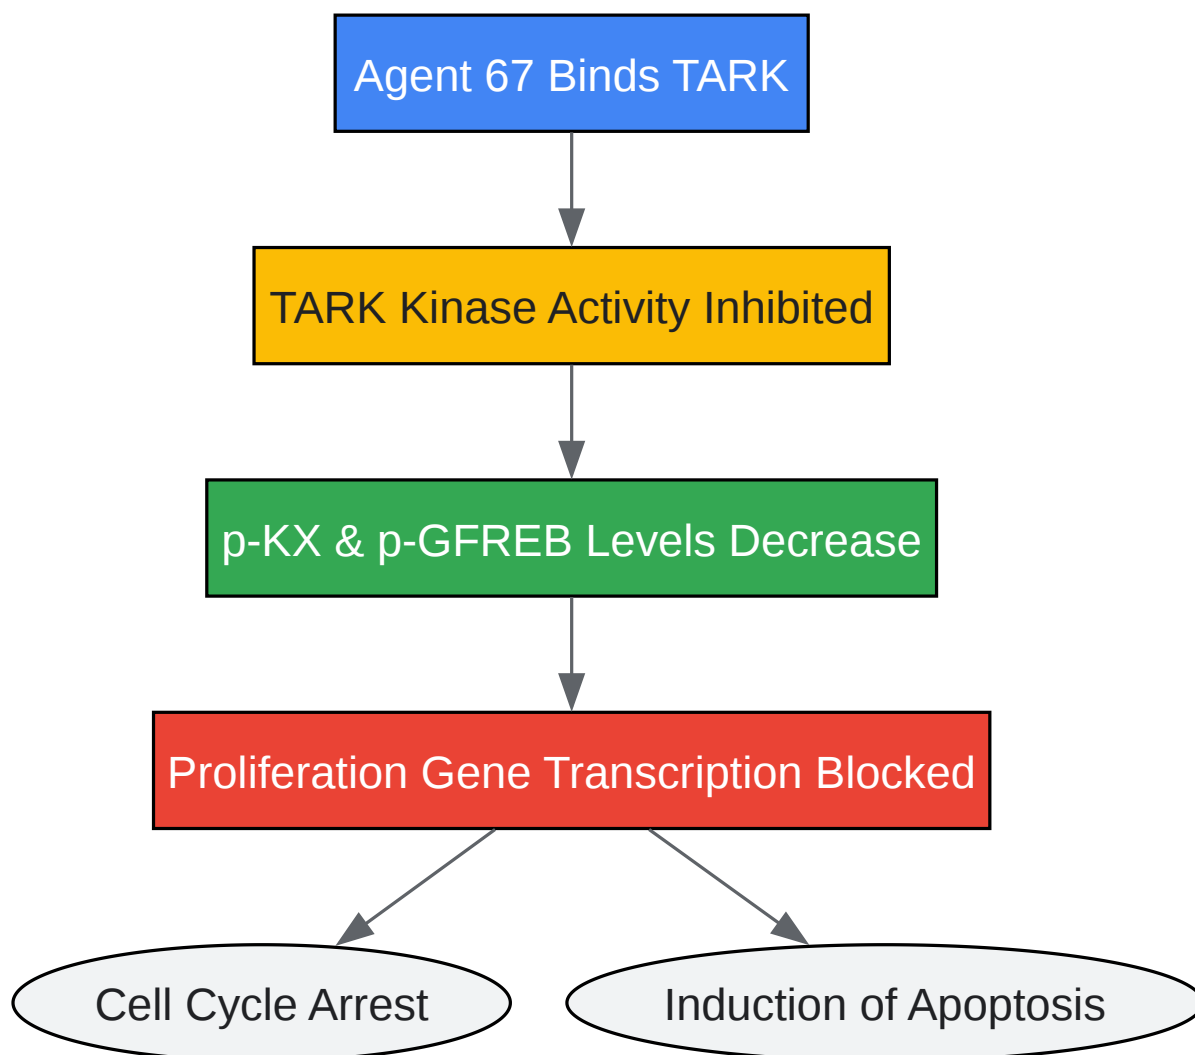 Agent 67 Binds TARK
TARK Kinase Activity Inhibited
p-KX & p-GFREB Levels Decrease
Proliferation Gene Transcription Blocked
Cell Cycle Arrest
Induction of Apoptosis